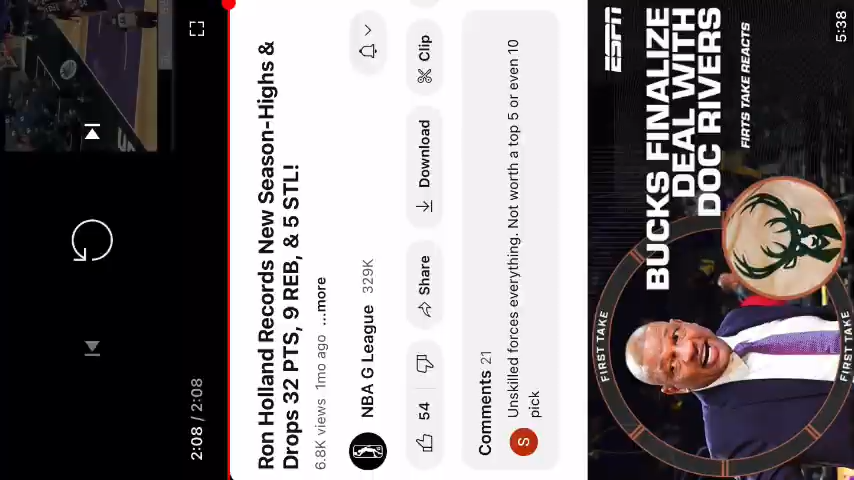 2:08 / 2:08
Ron Holland Records New Season-Highs &
Drops 32 PTS, 9 REB, & 5 STL!
6.8K views 1mo ago ...more
NBA G League 329K
54
Share
Download
Clip
Comments 21
S
Unskilled forces everything. Not worth a top 5 or even 10
pick
ESPN
BUCKS FINALIZE
DEAL WITH
DOC RIVERS
FIRTS TAKE REACTS
FIRST TAKE
FIRST TAKE
5:38